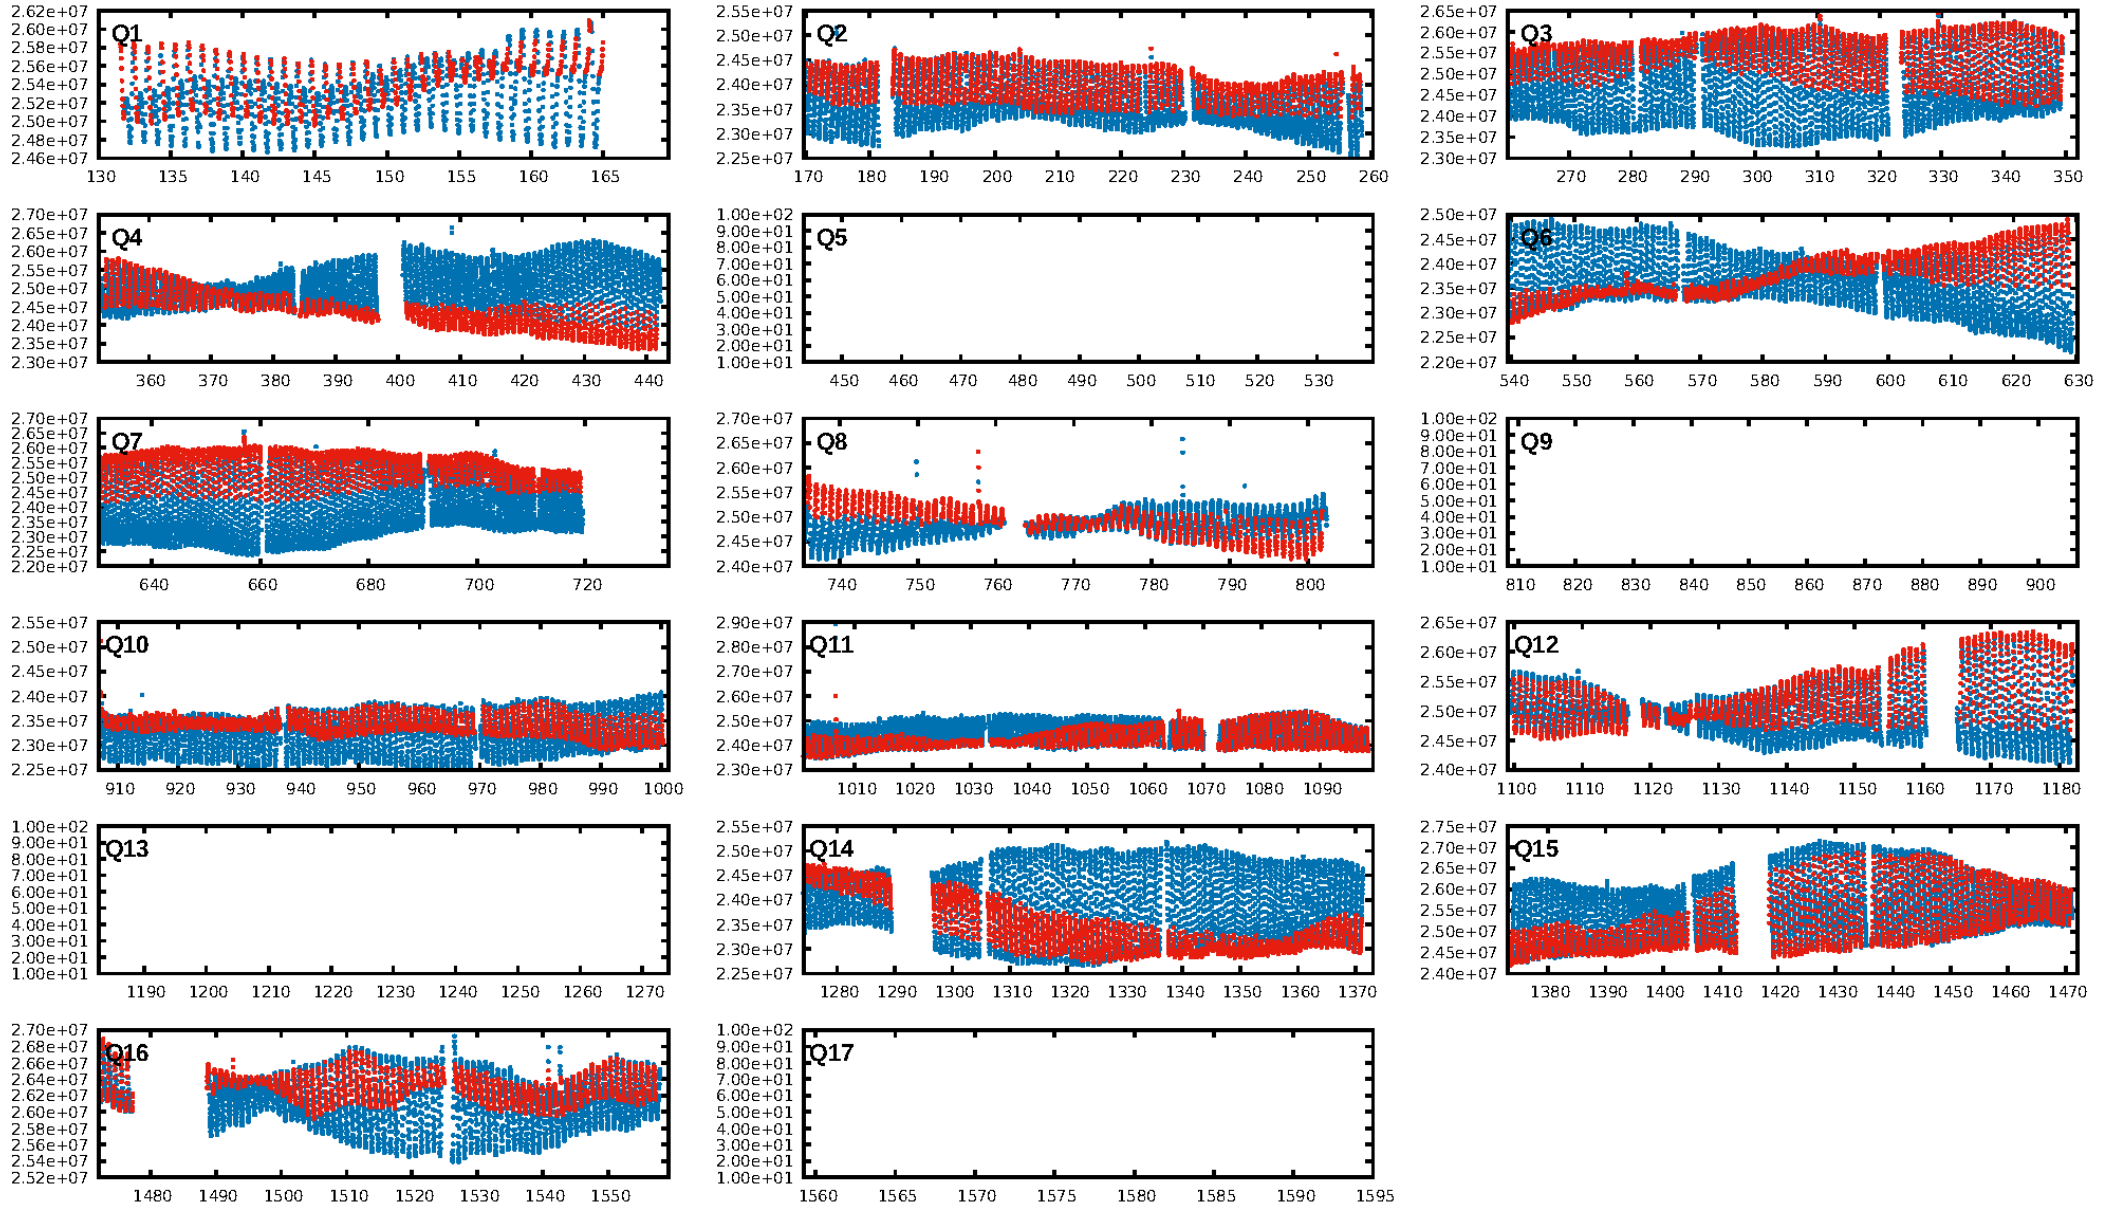 2.62e+07
2.60e+07
Q1
2.58e+07
2.56e+07
2.54e+07
2.52e+07
2.50e+07
2.48e+07
2.46e+07
130 135 140 145 150 155 160 165
2.55e+07
2.50e+07
Q2
2.45e+07
2.40e+07
2.35e+07
2.30e+07
2.25e+07
170 180 190 200 210 220 230 240 250 260
2.65e+07
2.60e+07
Q3
2.55e+07
2.50e+07
2.45e+07
2.40e+07
2.35e+07
2.30e+07
270 280 290 300 310 320 330 340 350
2.70e+07
2.65e+07
Q4
2.60e+07
2.55e+07
2.50e+07
2.45e+07
2.40e+07
2.35e+07
2.30e+07
360 370 380 390 400 410 420 430 440
1.00e+02
9.00e+01
Q5
8.00e+01
7.00e+01
6.00e+01
5.00e+01
4.00e+01
3.00e+01
2.00e+01
1.00e+01
450 460 470 480 490 500 510 520 530
2.50e+07
2.45e+07
Q6
2.40e+07
2.35e+07
2.30e+07
2.25e+07
2.20e+07
540 550 560 570 580 590 600 610 620 630
2.70e+07
2.65e+07
Q7
2.60e+07
2.55e+07
2.50e+07
2.45e+07
2.40e+07
2.35e+07
2.30e+07
2.25e+07
2.20e+07
640 660 680 700 720
2.70e+07
2.65e+07
Q8
2.60e+07
2.55e+07
2.50e+07
2.45e+07
2.40e+07
740 750 760 770 780 790 800
1.00e+02
9.00e+01
Q9
8.00e+01
7.00e+01
6.00e+01
5.00e+01
4.00e+01
3.00e+01
2.00e+01
1.00e+01
810 820 830 840 850 860 870 880 890 900
2.55e+07
2.50e+07
Q10
2.45e+07
2.40e+07
2.35e+07
2.30e+07
2.25e+07
910 920 930 940 950 960 970 980 990 1000
2.90e+07
2.80e+07
Q11
2.70e+07
2.60e+07
2.50e+07
2.40e+07
2.30e+07
1010 1020 1030 1040 1050 1060 1070 1080 1090
2.65e+07
2.60e+07
Q12
2.55e+07
2.50e+07
2.45e+07
2.40e+07
1100 1110 1120 1130 1140 1150 1160 1170 1180
1.00e+02
9.00e+01
Q13
8.00e+01
7.00e+01
6.00e+01
5.00e+01
4.00e+01
3.00e+01
2.00e+01
1.00e+01
1190 1200 1210 1220 1230 1240 1250 1260 1270
2.55e+07
2.50e+07
Q14
2.45e+07
2.40e+07
2.35e+07
2.30e+07
2.25e+07
1280 1290 1300 1310 1320 1330 1340 1350 1360 1370
2.75e+07
2.70e+07
Q15
2.65e+07
2.60e+07
2.55e+07
2.50e+07
2.45e+07
2.40e+07
1380 1390 1400 1410 1420 1430 1440 1450 1460 1470
2.70e+07
2.68e+07
Q16
2.66e+07
2.64e+07
2.62e+07
2.60e+07
2.58e+07
2.56e+07
2.54e+07
2.52e+07
1480 1490 1500 1510 1520 1530 1540 1550
1.00e+02
9.00e+01
Q17
8.00e+01
7.00e+01
6.00e+01
5.00e+01
4.00e+01
3.00e+01
2.00e+01
1.00e+01
1560 1565 1570 1575 1580 1585 1590 1595